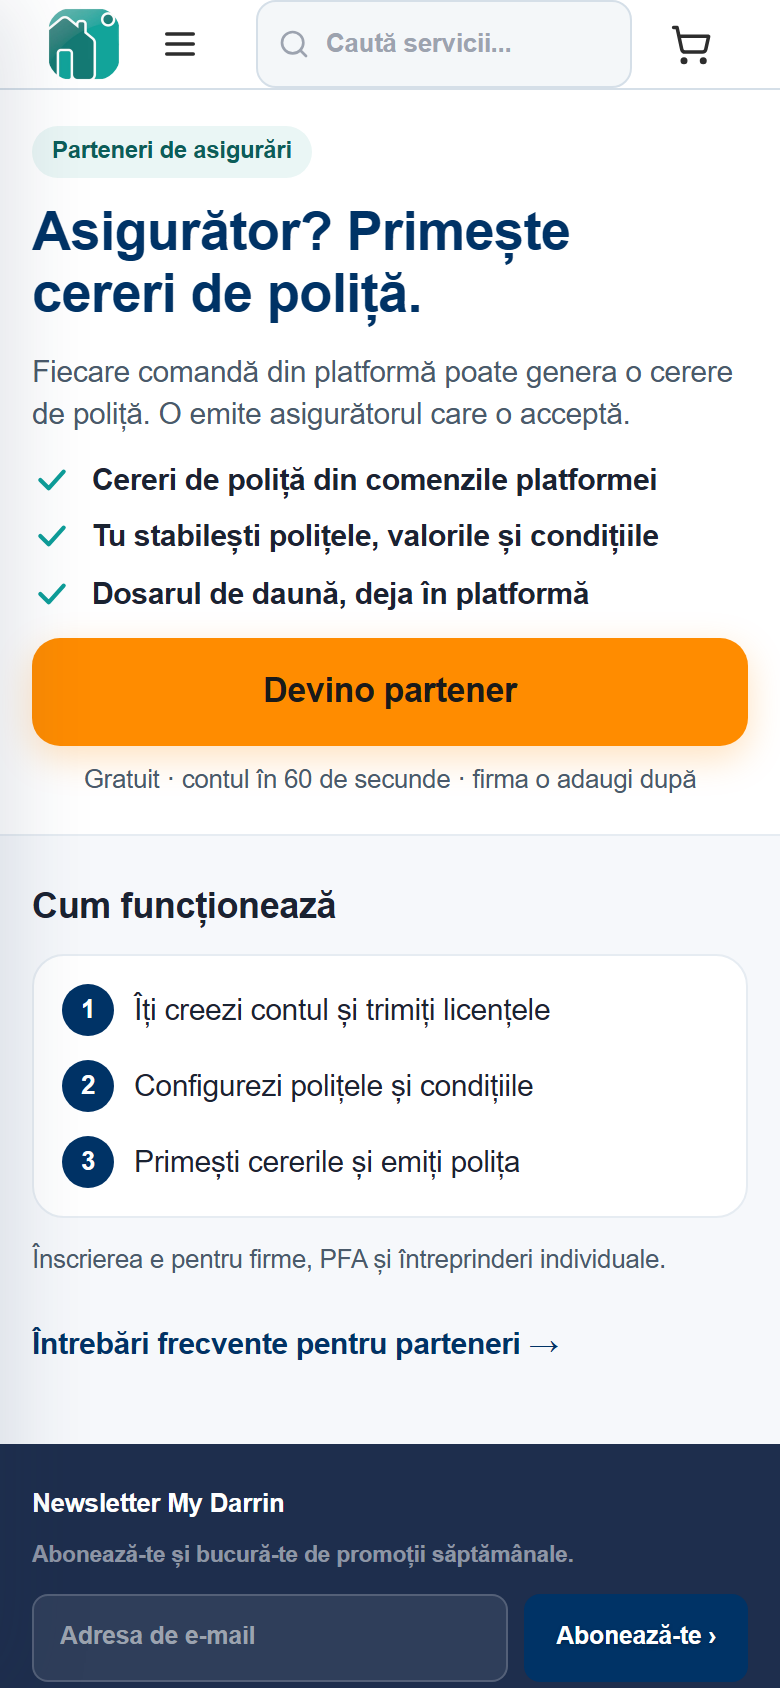 Caută servicii...
Parteneri de asigurări
Asigurător? Primește
cereri de poliță.
Fiecare comandă din platformă poate genera o cerere
de poliță. O emite asigurătorul care o acceptă.
Cereri de poliță din comenzile platformei
Tu stabilești polițele, valorile și condițiile
Dosarul de daună, deja în platformă
Devino partener
Gratuit · contul în 60 de secunde · firma o adaugi după
Cum funcționează
1 Îți creezi contul și trimiți licențele
2 Configurezi polițele și condițiile
3 Primești cererile și emiți polița
Înscrierea e pentru firme, PFA și întreprinderi individuale.
Întrebări frecvente pentru parteneri →
Newsletter My Darrin
Abonează-te și bucură-te de promoții săptămânale.
Adresa de e-mail
Abonează-te ›